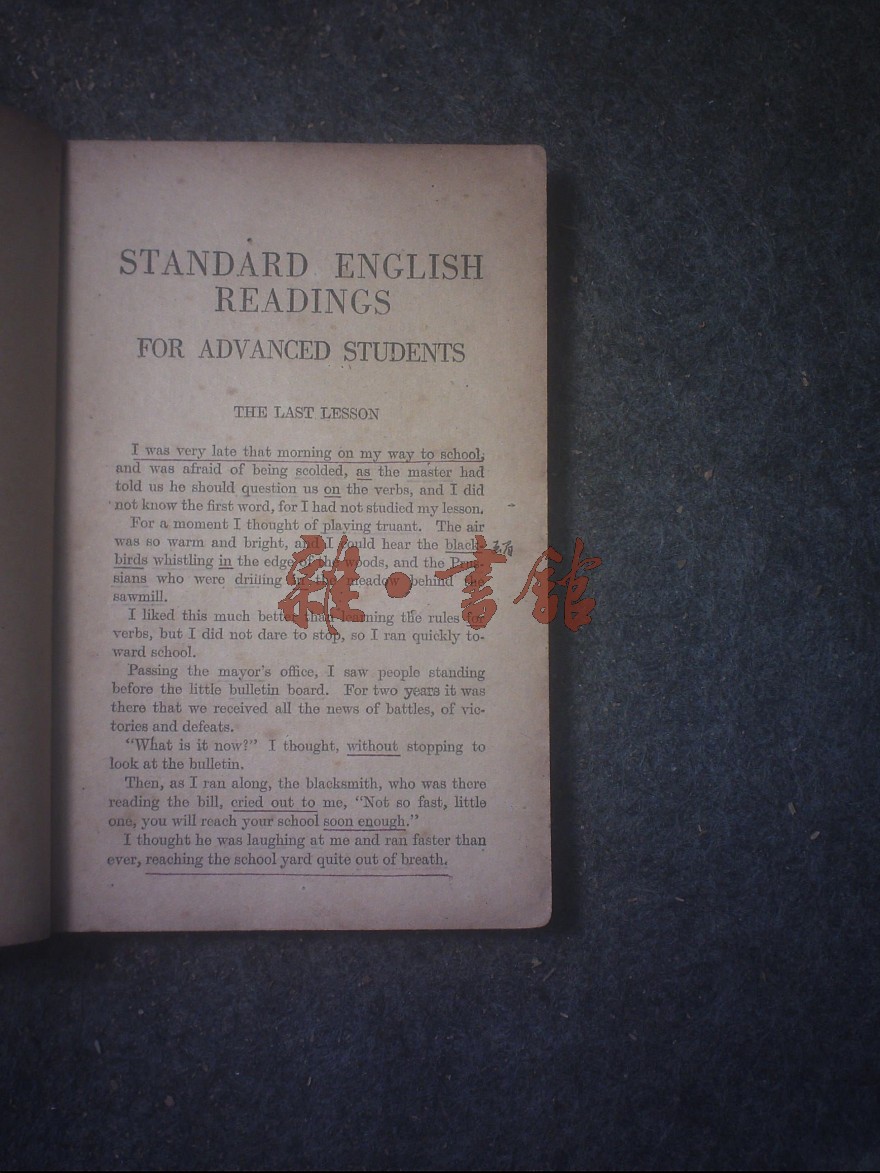 STANDARD ENGLISH
READINGS
FOR ADVANCED STUDENTS
THE LAST LESSON
I was very late that morning on my way to school,
and was afraid of being scolded, as the master had
told us he should question us on the verbs, and I did
not know the first word, for I had not studied my lesson.
For a moment I thought of playing truant. The air
was so warm and bright, and I could hear the black-
birds whistling in the edge of the woods, and the Prus-
sians who were drilling in the meadow behind the
sawmill.
I liked this much better than learning the rules for
verbs, but I did not dare to stop, so I ran quickly to-
ward school.
Passing the mayor's office, I saw people standing
before the little bulletin board. For two years it was
there that we received all the news of battles, of vic-
tories and defeats.
"What is it now?" I thought, without stopping to
look at the bulletin.
Then, as I ran along, the blacksmith, who was there
reading the bill, cried out to me, "Not so fast, little
one, you will reach your school soon enough."
I thought he was laughing at me and ran faster than
ever, reaching the school yard quite out of breath.
雜·書館